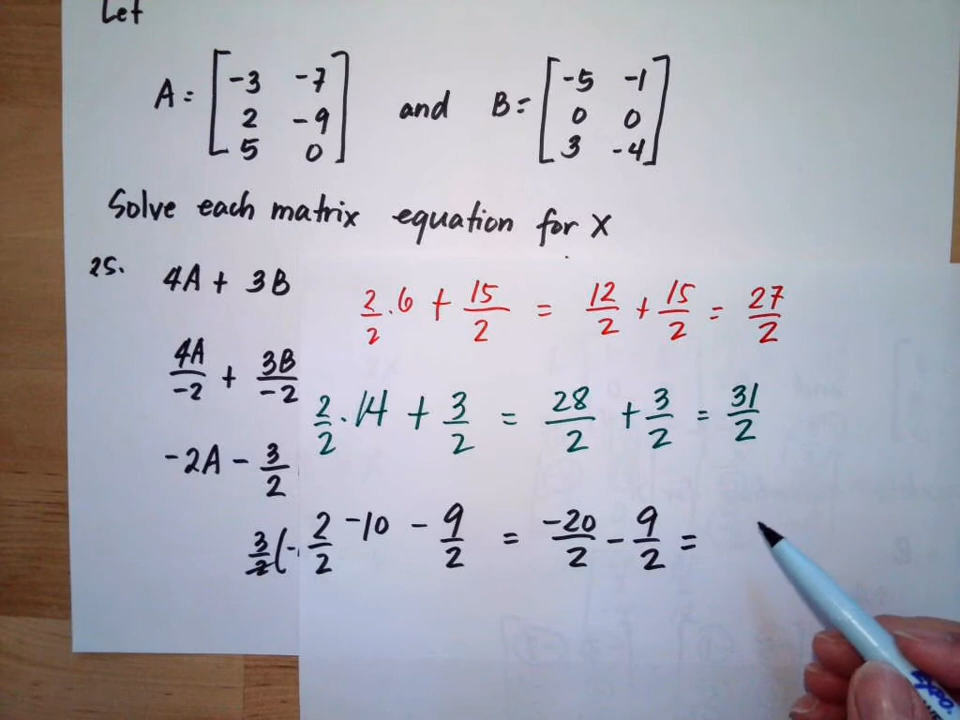 Let
A = [ -3 -7
2 -9
5 0 ] and B = [ -5 -1
0 0
3 -4 ]
Solve each matrix equation for X
25. 4A + 3B
2/2 · 6 + 15/2 = 12/2 + 15/2 = 27/2
4A/-2 + 3B/-2
2/2 · 14 + 3/2 = 28/2 + 3/2 = 31/2
-2A - 3/2
3/2(-
2/2 -10 - 9/2 = -20/2 - 9/2 =
EXPO